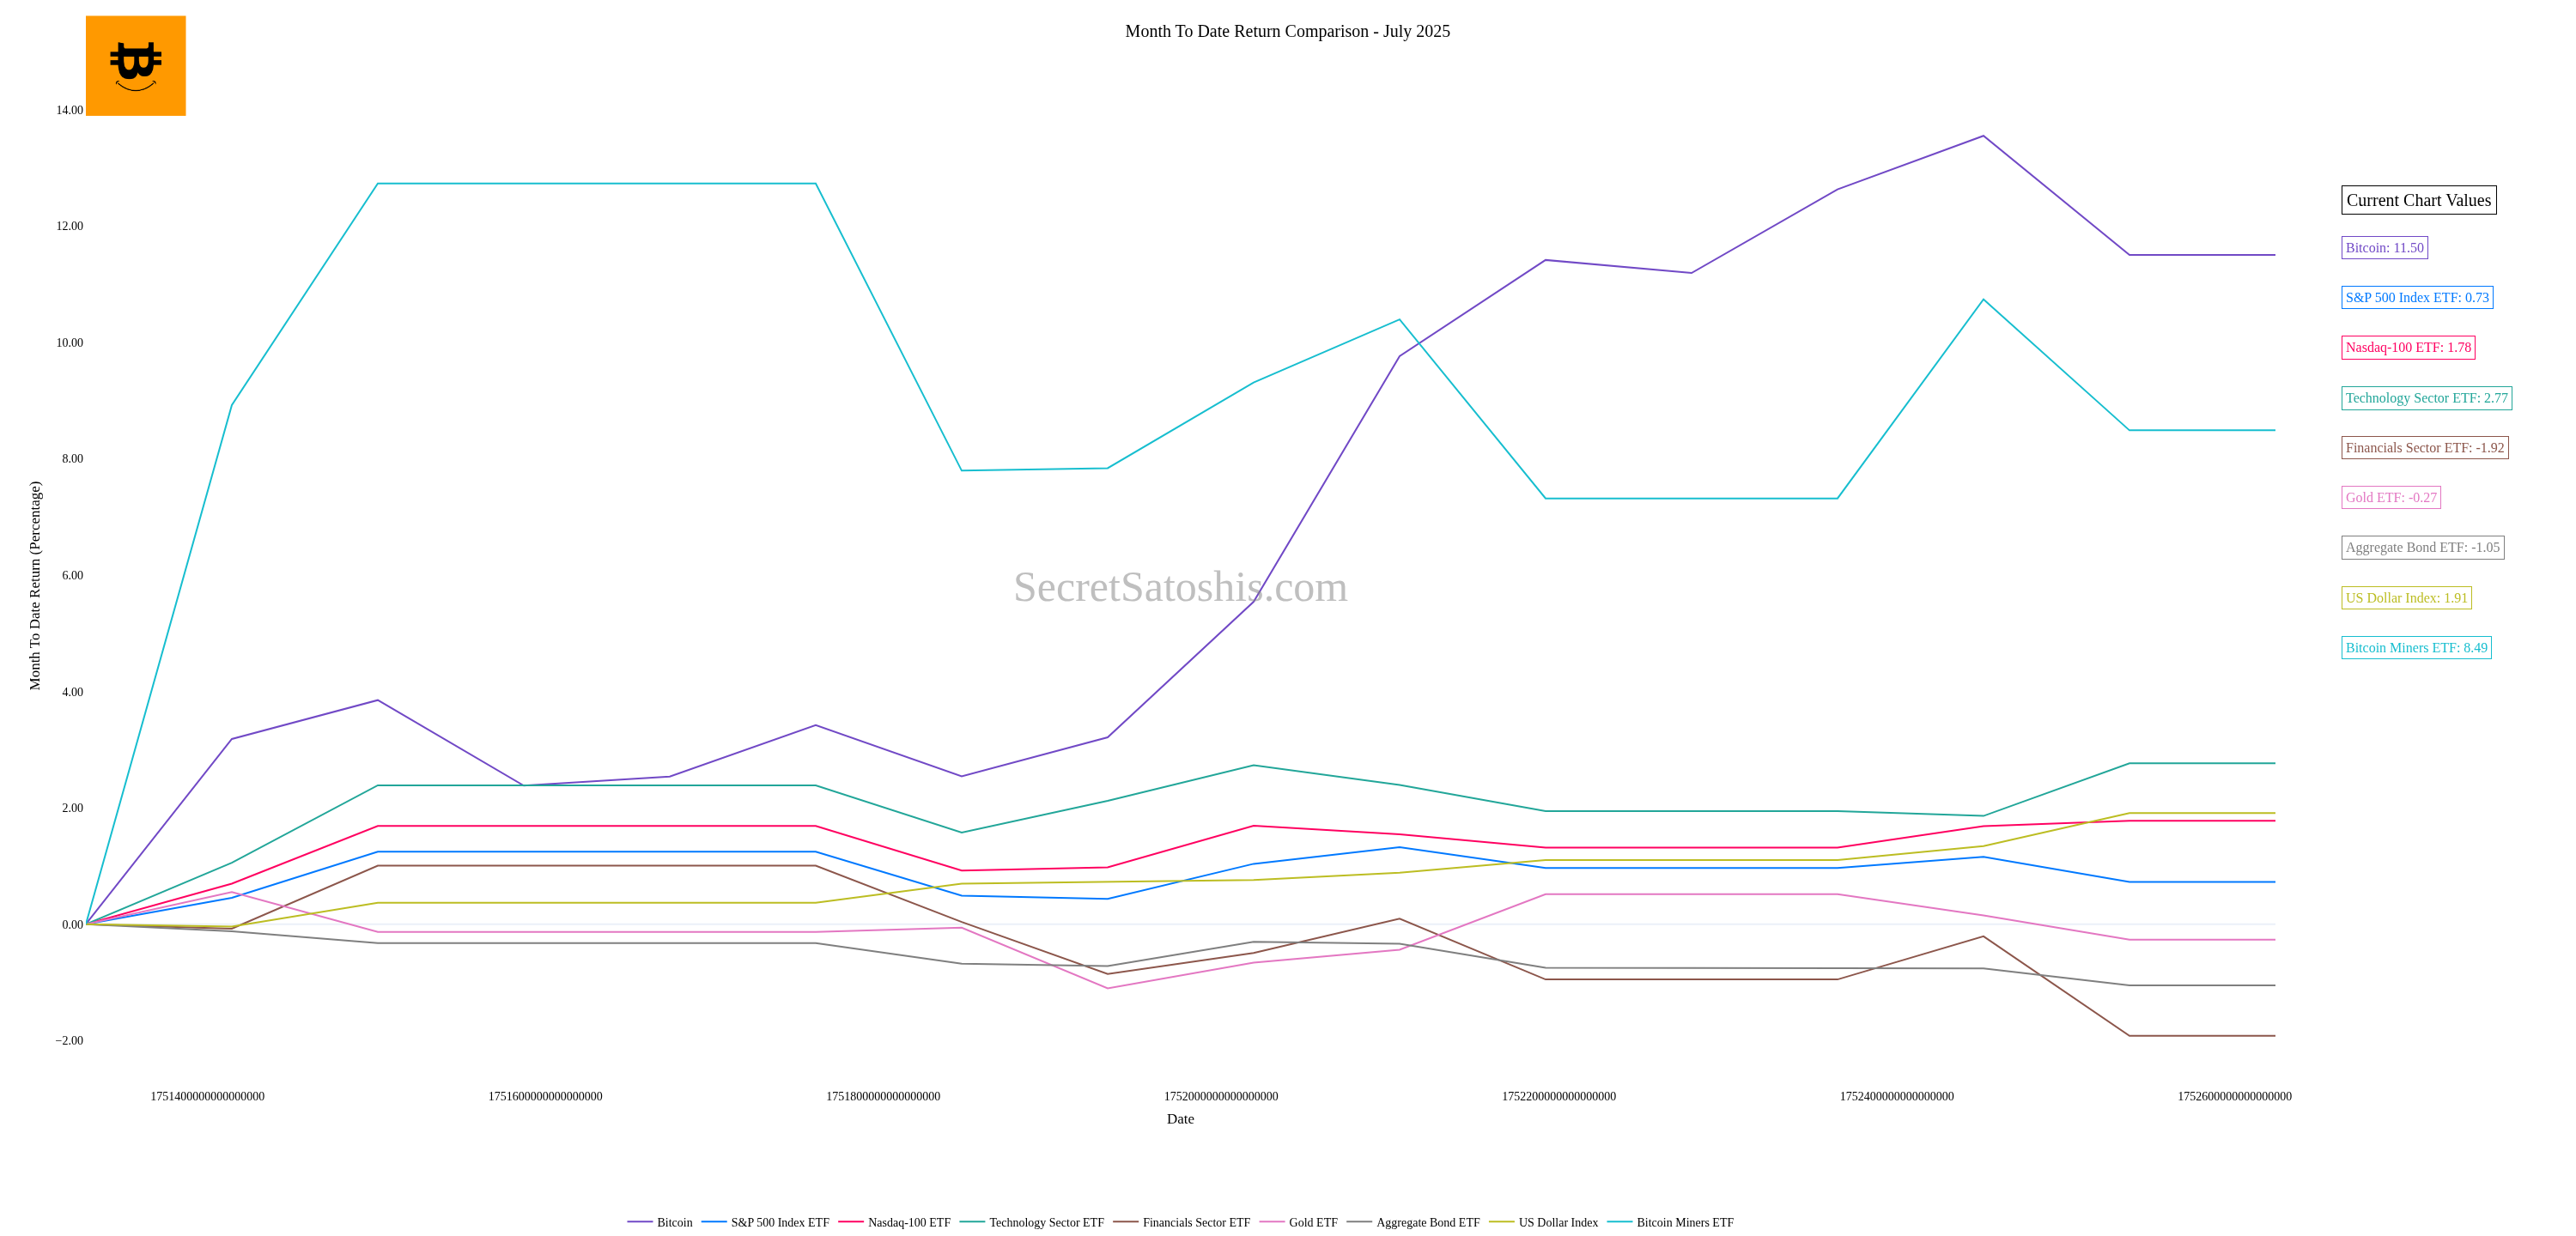 Month To Date Return Comparison - July 2025
14.00
12.00
10.00
8.00
6.00
4.00
2.00
0.00
−2.00
Month To Date Return (Percentage)
SecretSatoshis.com
Current Chart Values
Bitcoin: 11.50
S&P 500 Index ETF: 0.73
Nasdaq-100 ETF: 1.78
Technology Sector ETF: 2.77
Financials Sector ETF: -1.92
Gold ETF: -0.27
Aggregate Bond ETF: -1.05
US Dollar Index: 1.91
Bitcoin Miners ETF: 8.49
1751400000000000000 1751600000000000000 1751800000000000000 1752000000000000000 1752200000000000000 1752400000000000000 1752600000000000000
Date
Bitcoin S&P 500 Index ETF Nasdaq-100 ETF Technology Sector ETF Financials Sector ETF Gold ETF Aggregate Bond ETF US Dollar Index Bitcoin Miners ETF